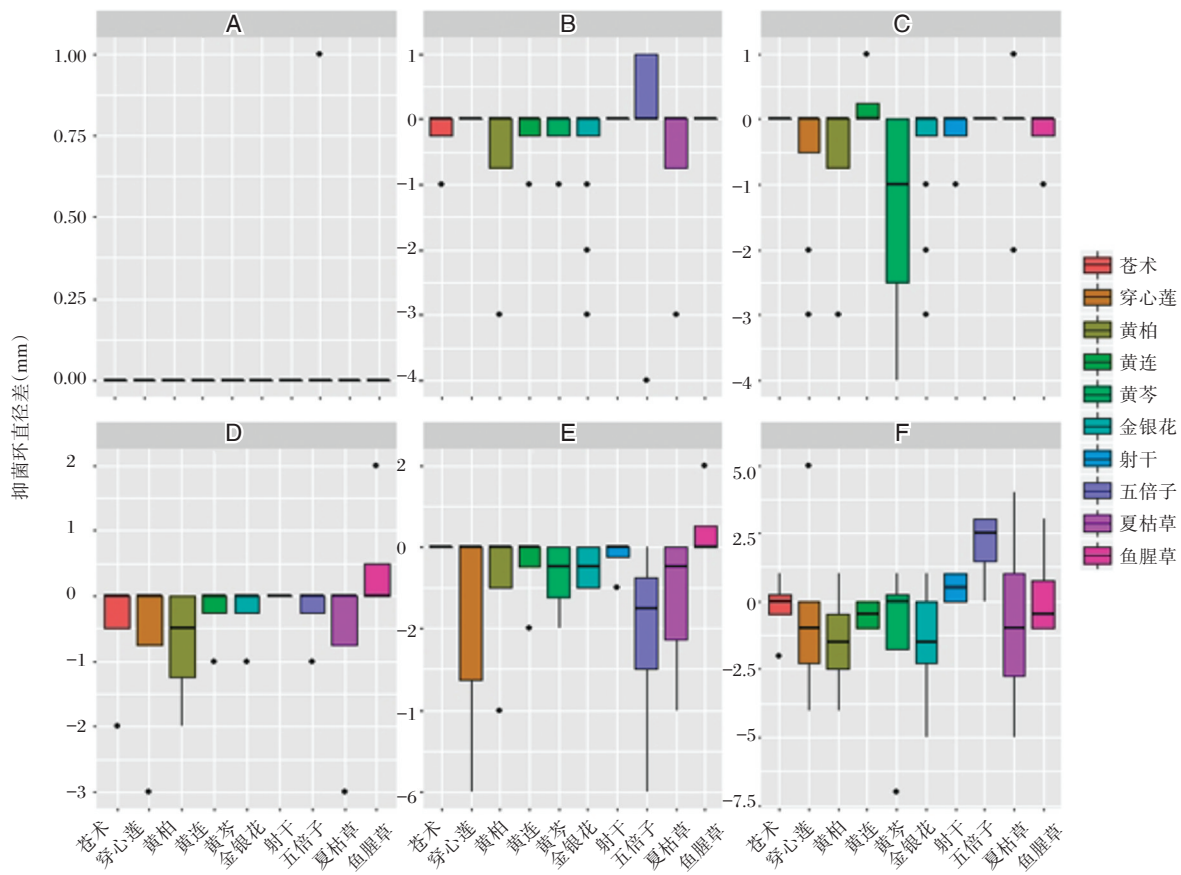 抑菌环直径差(mm)
A
1.00
0.75
0.50
0.25
0.00
B
1
0
−1
−2
−3
−4
C
1
0
−1
−2
−3
−4
D
2
1
0
−1
−2
−3
苍术
穿心莲
黄柏
黄连
黄芩
金银花
射干
五倍子
夏枯草
鱼腥草
E
2
0
−2
−1
−6
苍术
穿心莲
黄柏
黄连
黄芩
金银花
射干
五倍子
夏枯草
鱼腥草
F
5.0
2.5
0
−2.5
−5
−7.5
苍术
穿心莲
黄柏
黄连
黄芩
金银花
射干
五倍子
夏枯草
鱼腥草
苍术
穿心莲
黄柏
黄连
黄芩
金银花
射干
五倍子
夏枯草
鱼腥草